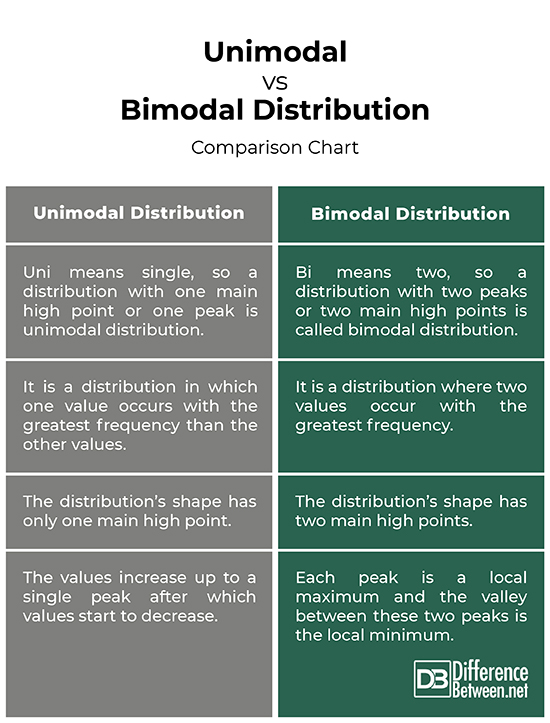 Unimodal
vs
Bimodal Distribution
Comparison Chart
Unimodal Distribution
Bimodal Distribution
Uni means single, so a
distribution with one main
high point or one peak is
unimodal distribution.
Bi means two, so a
distribution with two peaks
or two main high points is
called bimodal distribution.
It is a distribution in which
one value occurs with the
greatest frequency than the
other values.
It is a distribution where two
values occur with the
greatest frequency.
The distribution’s shape has
only one main high point.
The distribution’s shape has
two main high points.
The values increase up to a
single peak after which
values start to decrease.
Each peak is a local
maximum and the valley
between these two peaks is
the local minimum.
DB Difference
Between.net